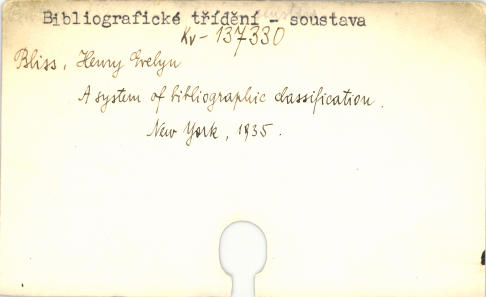 Bibliografické třídění - soustava
Kv - 137330
Bliss, Henry Evelyn
A system of bibliographic classification.
New York, 1935.